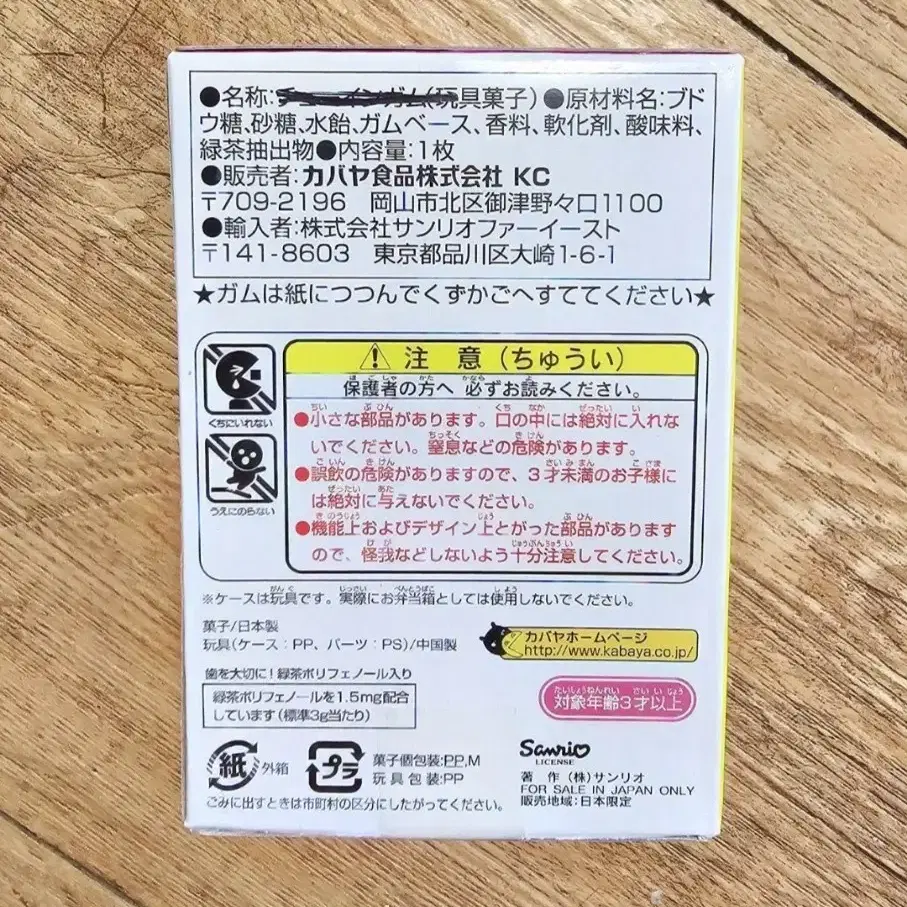 ●名称:チューインガム(玩具菓子) ●原材料名:ブド
ウ糖、砂糖、水飴、ガムベース、香料、軟化剤、酸味料、
緑茶抽出物●内容量:1枚
●販売者:カバヤ食品株式会社 KC
〒709-2196 岡山市北区御津野々口1100
●輸入者:株式会社サンリオファーイースト
〒141-8603 東京都品川区大崎1-6-1
★ガムは紙につつんでくずかごへすててください★
くちにいれない
うえにのらない
⚠注 意(ちゅうい)
保護者の方へ 必ずお読みください。
●小さな部品があります。口の中には絶対に入れな
いでください。窒息などの危険があります。
●誤飲の危険がありますので、3才未満のお子様に
は絶対に与えないでください。
●機能上およびデザイン上とがった部品があります
ので、怪我などしないよう十分注意してください。
※ケースは玩具です。実際にお弁当箱としては使用しないでください。
菓子/日本製
玩具(ケース:PP、パーツ:PS)/中国製
カバヤホームページ
http://www.kabaya.co.jp/
歯を大切に!緑茶ポリフェノール入り
緑茶ポリフェノールを1.5mg配合
しています(標準3g当たり)
対象年齢3才以上
紙 外箱
プラ 菓子個包装:PP,M
玩具包装:PP
ごみに出すときは市町村の区分にしたがってください。
Sanrio
LICENSE
著作(株)サンリオ
FOR SALE IN JAPAN ONLY
販売地域:日本限定